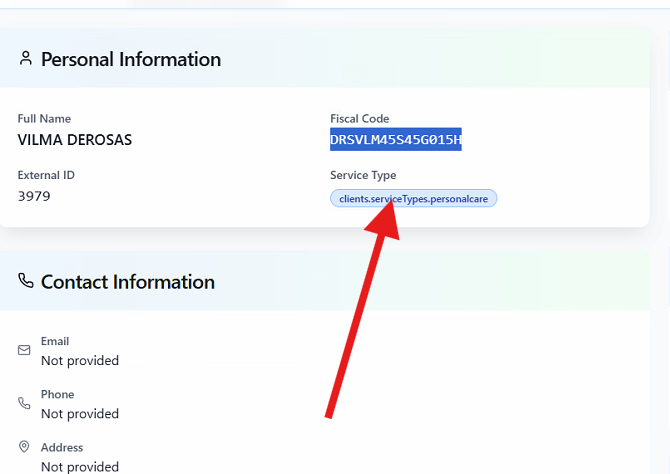 Personal Information
Full Name
Fiscal Code
VILMA DEROSAS
DRSVLM45S45G015H
External ID
Service Type
3979
clients.serviceTypes.personalcare
Contact Information
Email
Not provided
Phone
Not provided
Address
Not provided